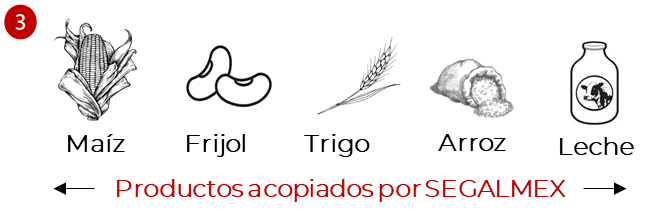 3
Maíz Frijol Trigo Arroz Leche
Productos acopiados por SEGALMEX